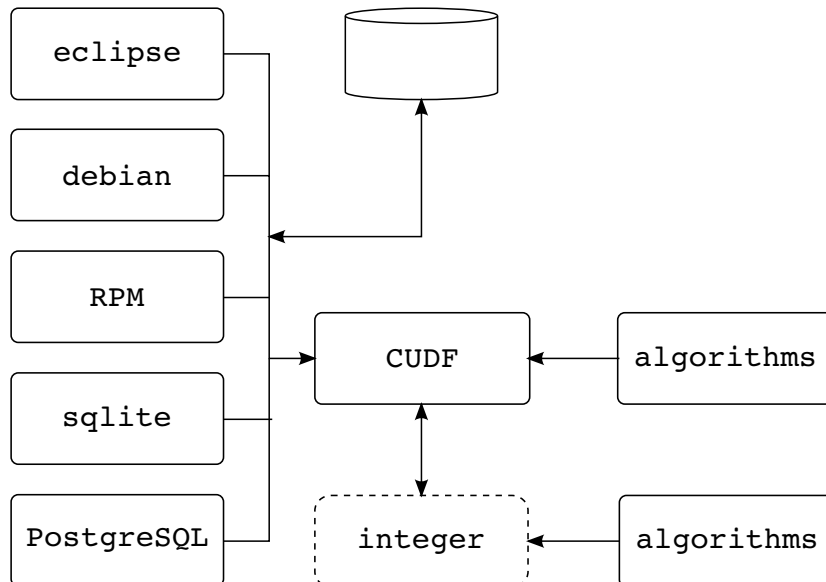 eclipse
debian
RPM
CUDF
algorithms
sqlite
PostgreSQL
integer
algorithms